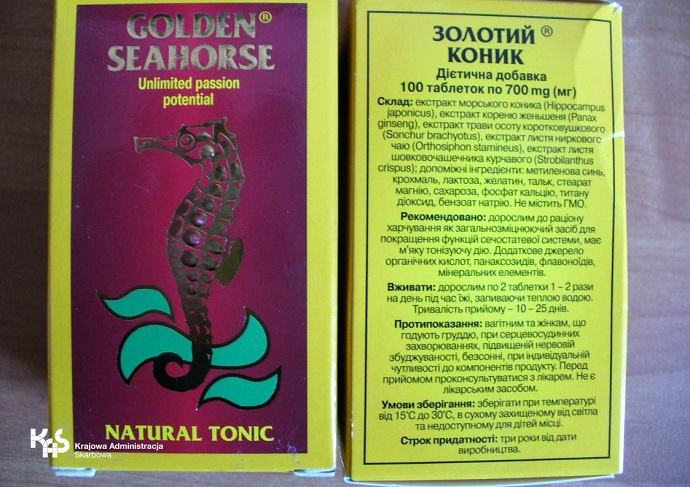 GOLDEN®
SEAHORSE
Unlimited passion
potential
NATURAL TONIC
KAS Krajowa Administracja
Skarbowa
ЗОЛОТИЙ ®
КОНИК
Дієтична добавка
100 таблеток по 700 mg (мг)
Склад: екстракт морського коника (Hippocampus
japonicus), екстракт кореню женьшеня (Panax
ginseng), екстракт трави осоту коротковушкового
(Sonchur brachyotus), екстракт листя ниркового
чаю (Orthosiphon stamineus), екстракт листя
шовковочашечника курчавого (Strobilanthus
crispus); допоміжні інгредієнти: метиленова синь,
крохмаль, лактоза, желатин, тальк, стеарат
магнію, сахароза, фосфат кальцію, титану
діоксид, бензоат натрію. Не містить ГМО.
Рекомендовано: дорослим до раціону
харчування як загальнозміцнюючий засіб для
покращення функцій сечостатевої системи, має
м'яку тонізуючу дію. Додаткове джерело
органічних кислот, панаксозидів, флавоноїдів,
мінеральних елементів.
Вживати: дорослим по 2 таблетки 1 – 2 рази
на день під час їжі, запиваючи теплою водою.
Тривалість прийому – 10 – 25 днів.
Протипоказання: вагітним та жінкам, що
годують груддю, при серцевосудинних
захворюваннях, підвищеній нервовій
збуджуваності, безсонні, при індивідуальній
чутливості до компонентів продукту. Перед
прийомом проконсультуватися з лікарем. Не є
лікарським засобом.
Умови зберігання: зберігати при температурі
від 15°С до 30°С, в сухому захищеному від світла
та недоступному для дітей місці.
Строк придатності: три роки від дати
виробництва.